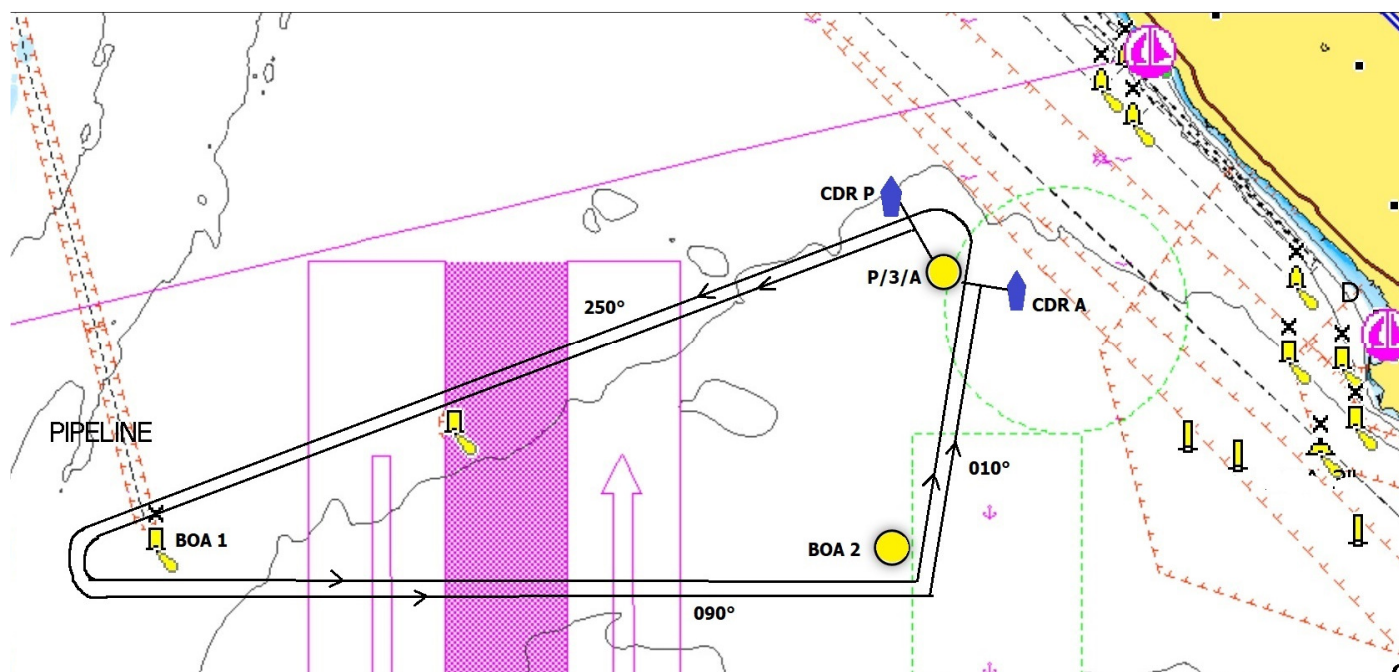 CDR P
P/3/A
CDR A
D
250°
PIPELINE
010°
BOA 1
BOA 2
090°